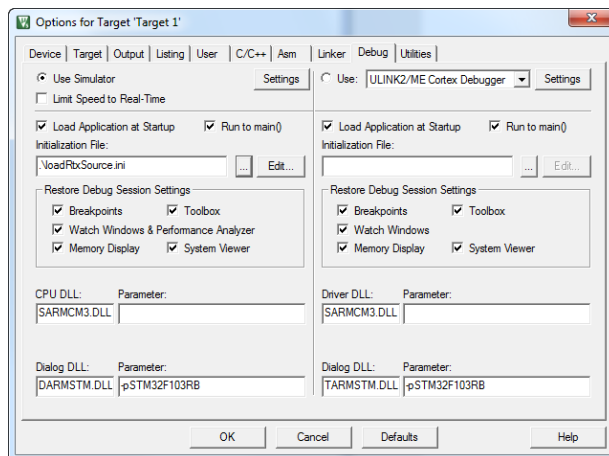 Options for Target 'Target 1'
x
Device Target Output Listing User C/C++ Asm Linker Debug Utilities
Use Simulator Settings
Limit Speed to Real-Time
Use: ULINK2/ME Cortex Debugger Settings
Load Application at Startup Run to main()
Initialization File:
.\loadRtxSource.ini ... Edit...
Load Application at Startup Run to main()
Initialization File:
... Edit...
Restore Debug Session Settings
Breakpoints Toolbox
Watch Windows & Performance Analyzer
Memory Display System Viewer
Restore Debug Session Settings
Breakpoints Toolbox
Watch Windows
Memory Display System Viewer
CPU DLL: Parameter:
SARMCM3.DLL
Driver DLL: Parameter:
SARMCM3.DLL
Dialog DLL: Parameter:
DARMSTM.DLL -pSTM32F103RB
Dialog DLL: Parameter:
TARMSTM.DLL -pSTM32F103RB
OK Cancel Defaults Help